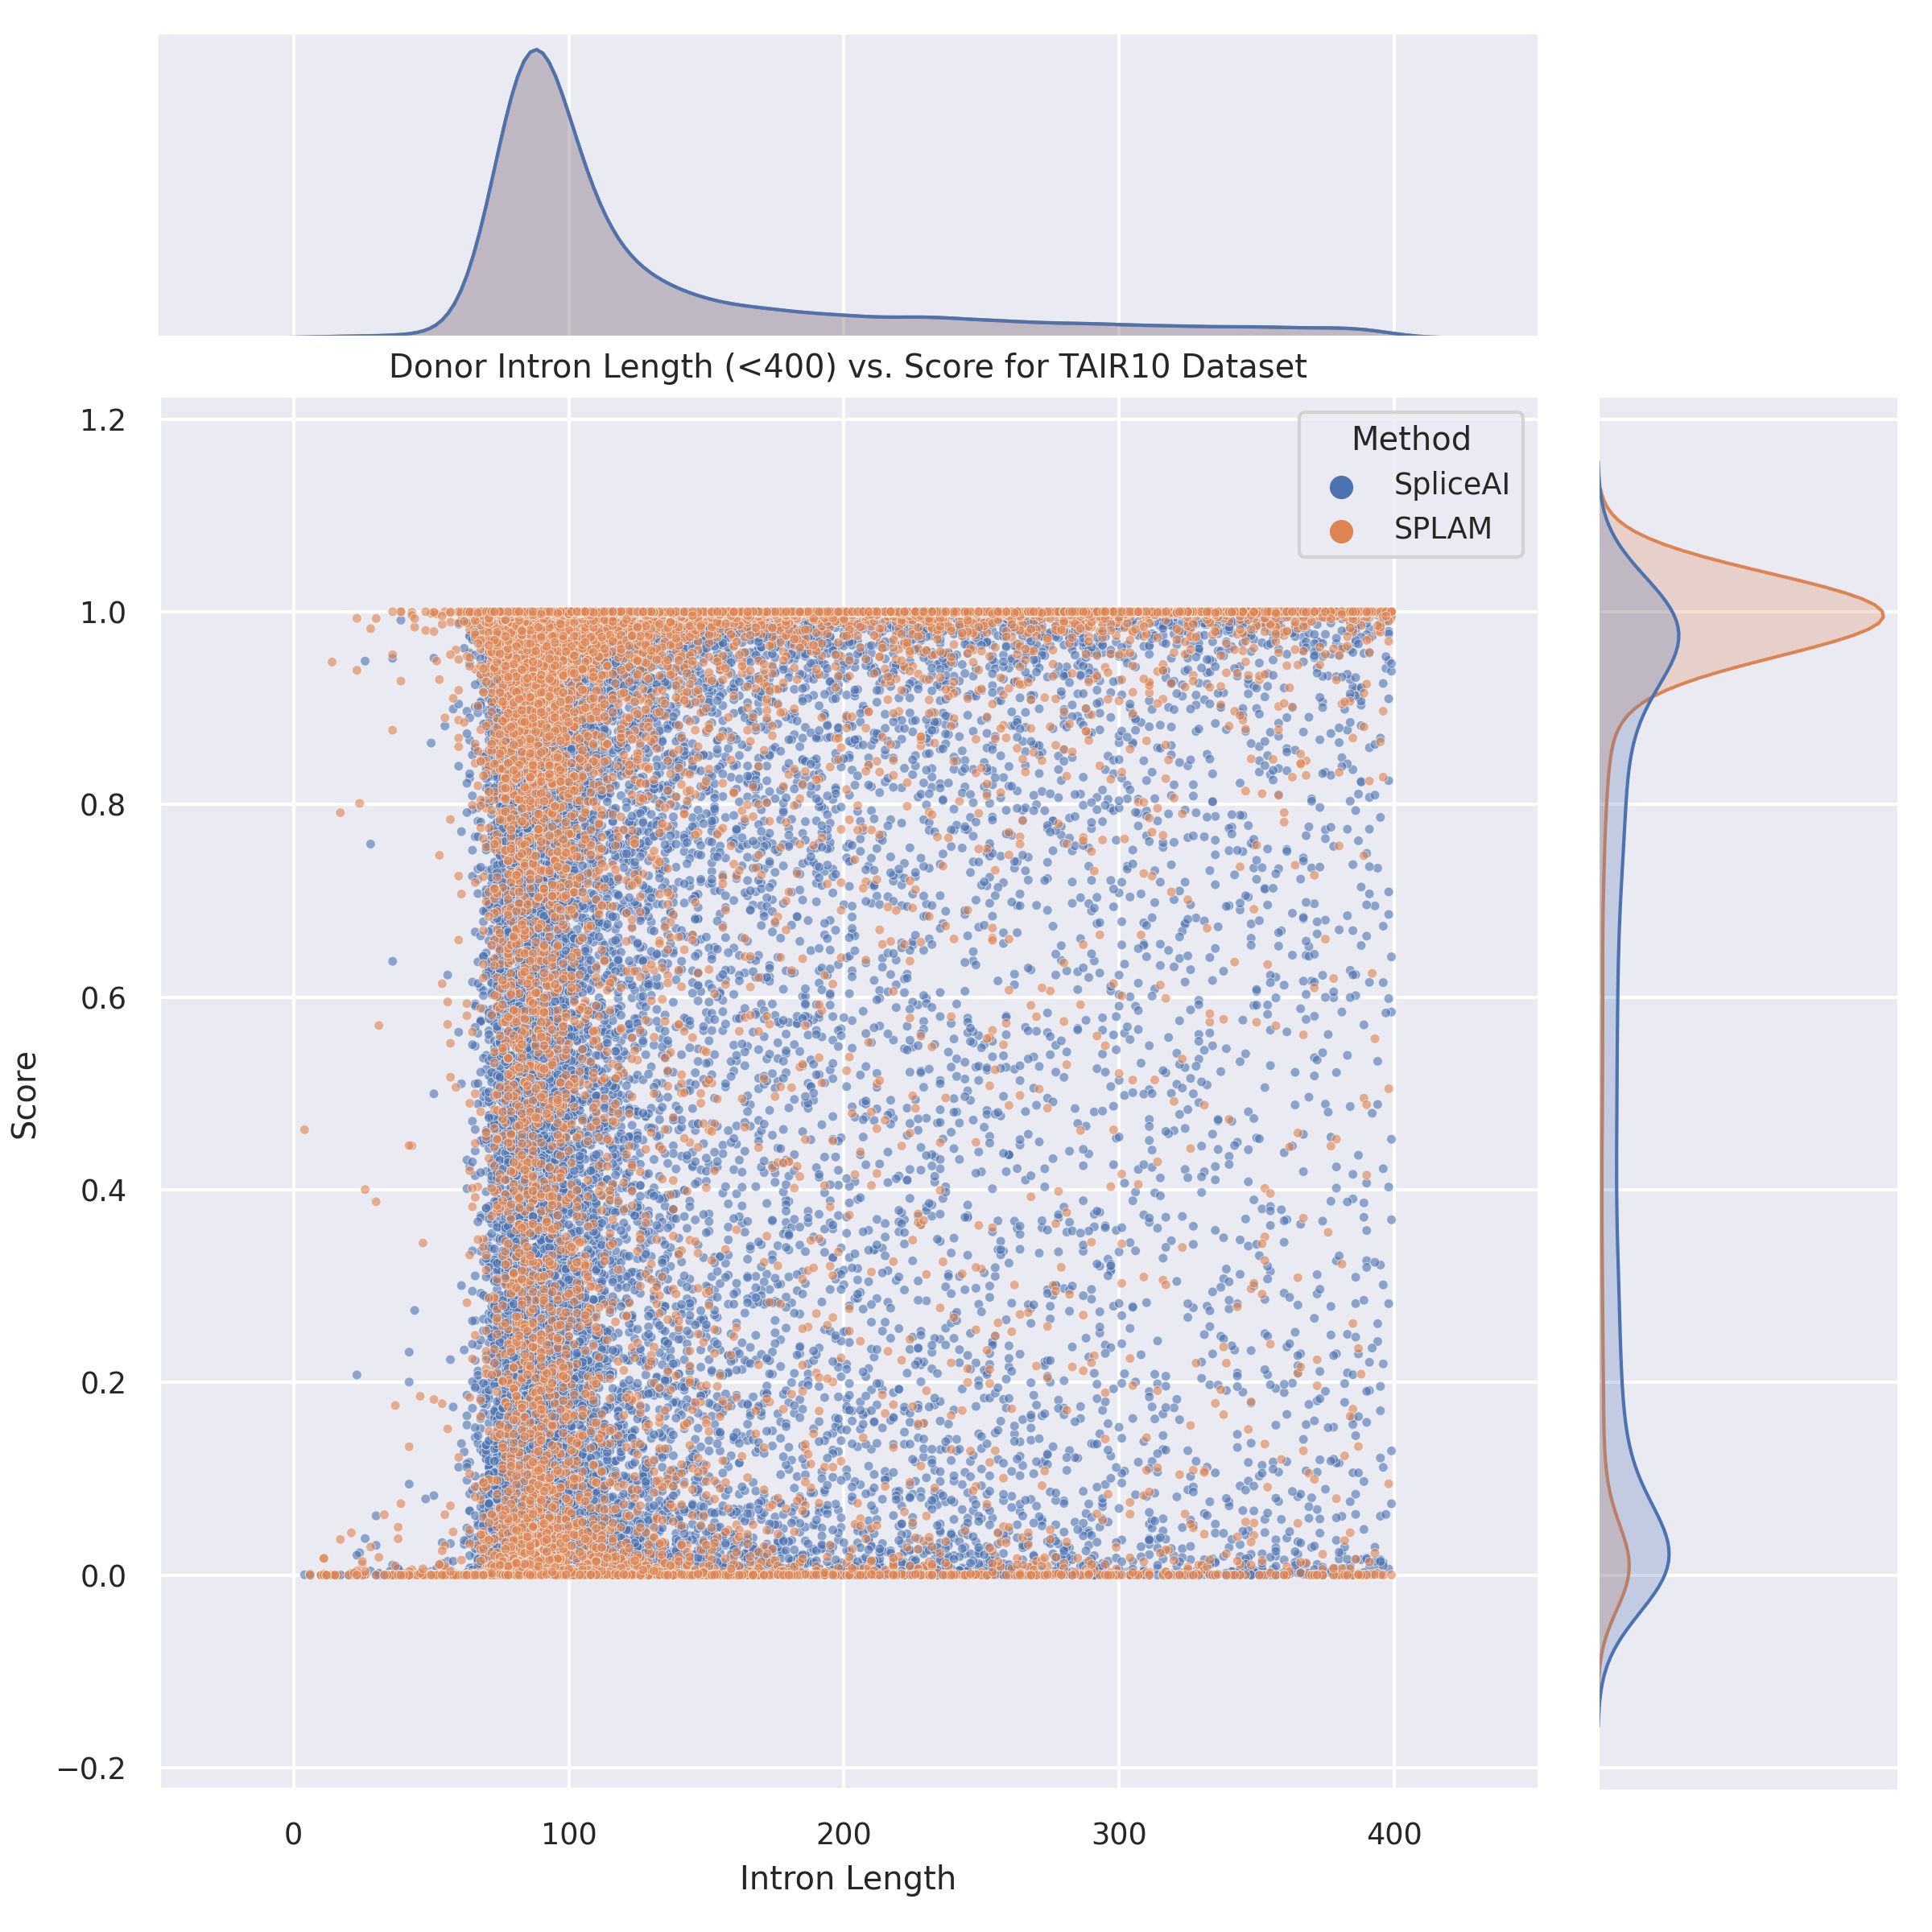 Donor Intron Length (<400) vs. Score for TAIR10 Dataset
1.2
1.0
0.8
0.6
0.4
0.2
0.0
−0.2
Score
Method
SpliceAI
SPLAM
0
100
200
300
400
Intron Length